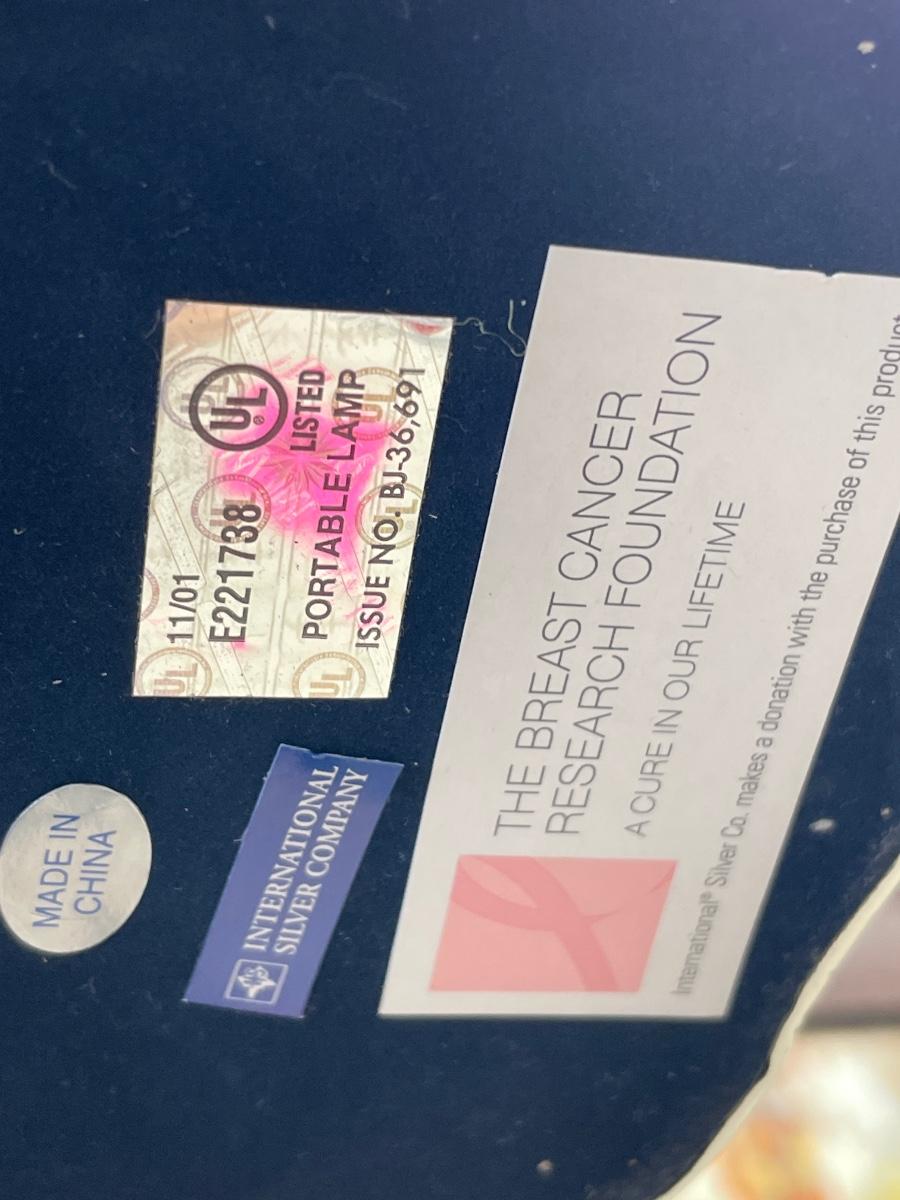 MADE IN
CHINA
INTERNATIONAL
SILVER COMPANY
11/01
E221738
UL
®
LISTED
PORTABLE LAMP
ISSUE NO. BJ-36,691
THE BREAST CANCER
RESEARCH FOUNDATION
A CURE IN OUR LIFETIME
International® Silver Co. makes a donation with the purchase of this product